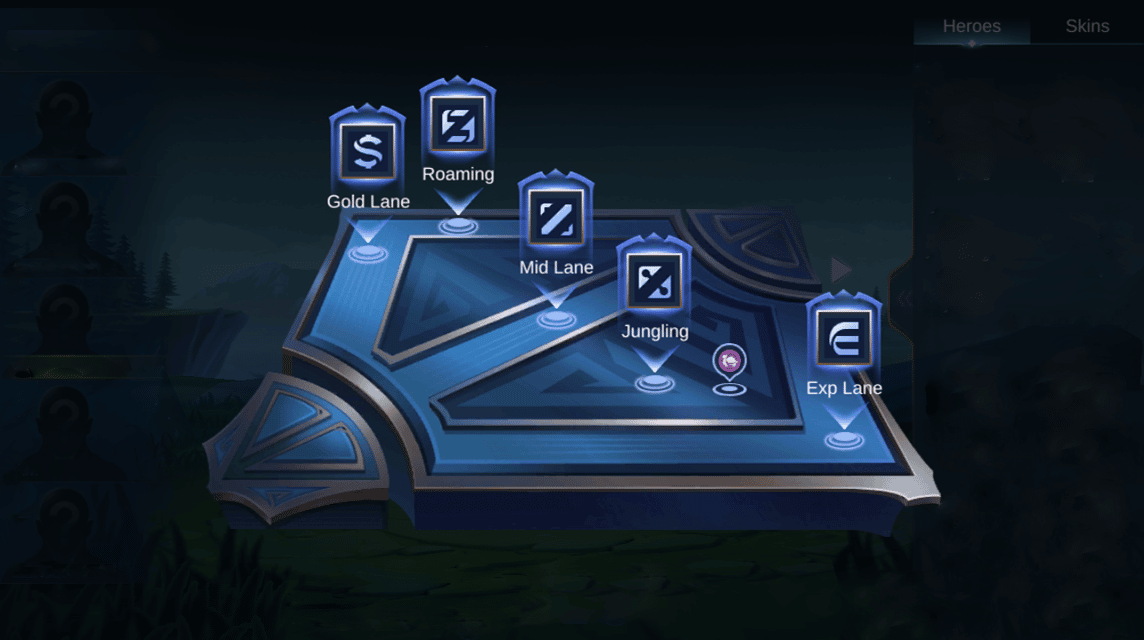 Heroes
Skins
Roaming
Gold Lane
Mid Lane
Jungling
Exp Lane